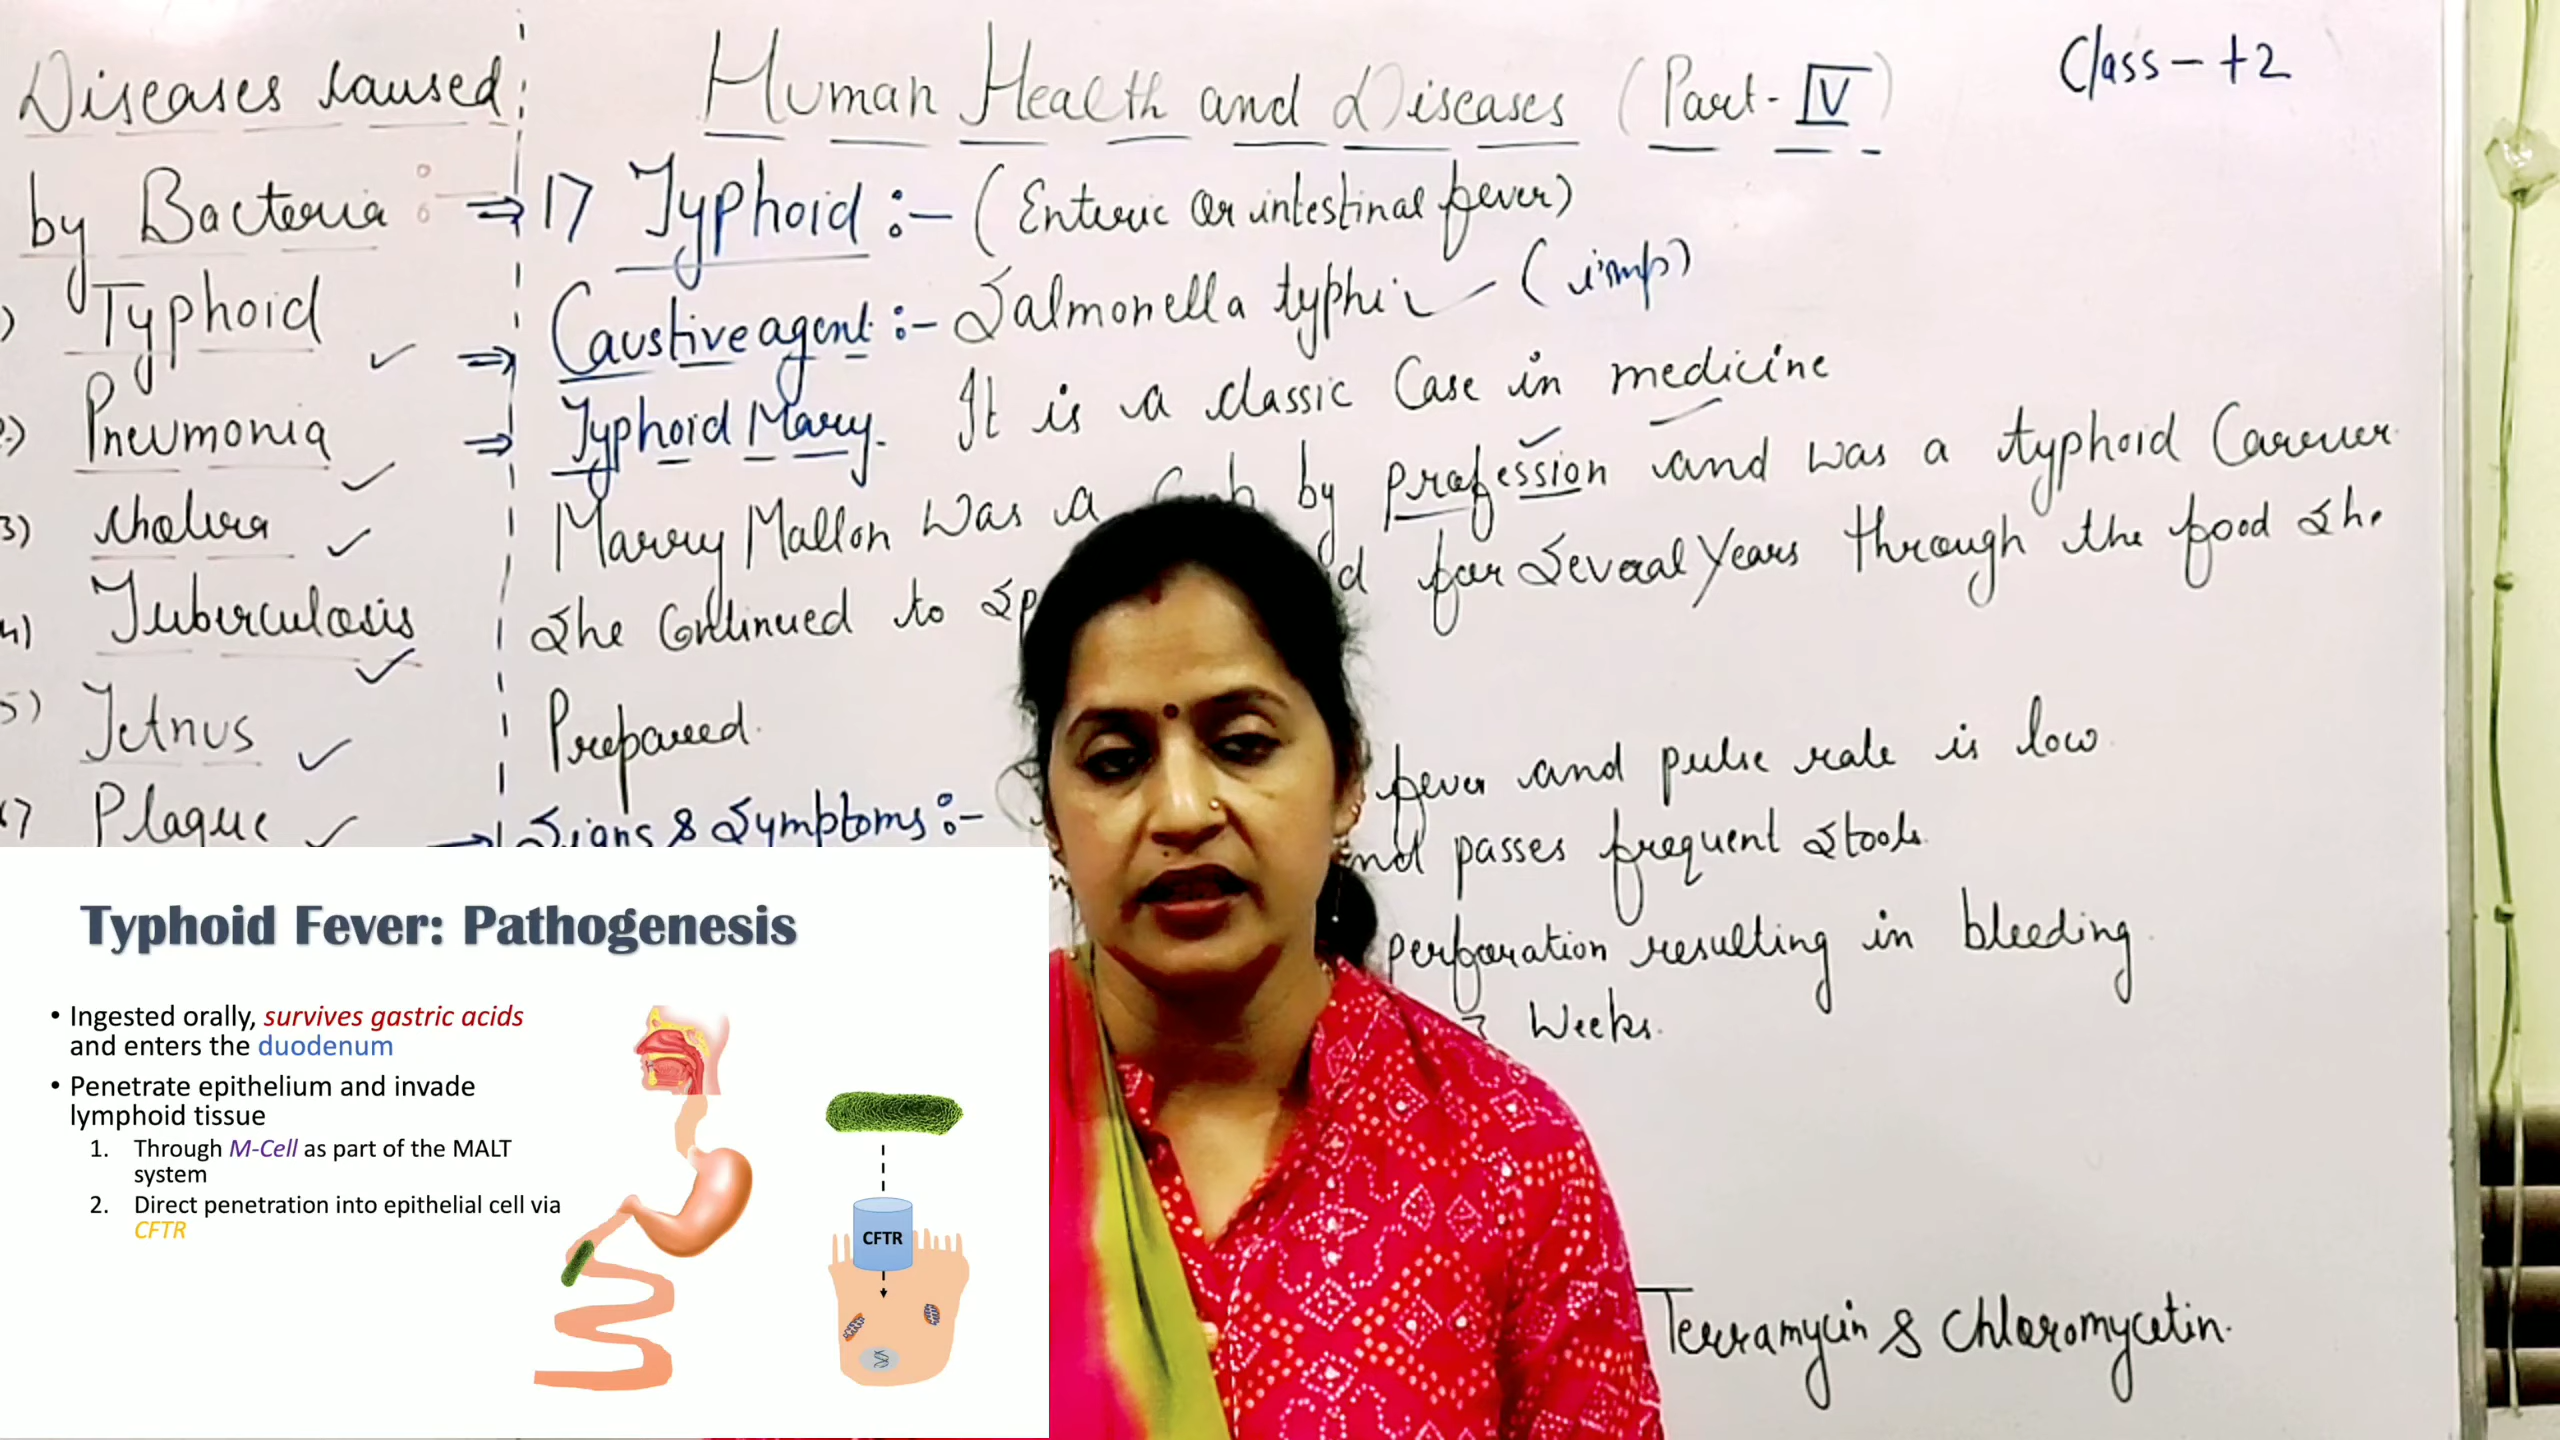 Diseases caused
by Bacteria :
) Typhoid
Pneumonia
3) cholera
4) Tuberculosis
5) Tetnus
Plague
Human Health and Diseases (Part-IV)
Class-+2
17 Typhoid :- (Enteric or intestinal fever)
Caustive agent :- Salmonella typhi (imp)
Typhoid Mary. It is a classic Case in medicine
Marry Mallon was a by profession and was a typhoid Carrier
She Continued to for Several Years through the food She
Prepared.
Signs & Symptoms :- fever and pulse rate is low
passes frequent stools
perforation resulting in bleeding.
Weeks.
Terramycin & Chloromycetin.
Typhoid Fever: Pathogenesis
• Ingested orally, survives gastric acids
and enters the duodenum
• Penetrate epithelium and invade
lymphoid tissue
1. Through M-Cell as part of the MALT
system
2. Direct penetration into epithelial cell via
CFTR
CFTR